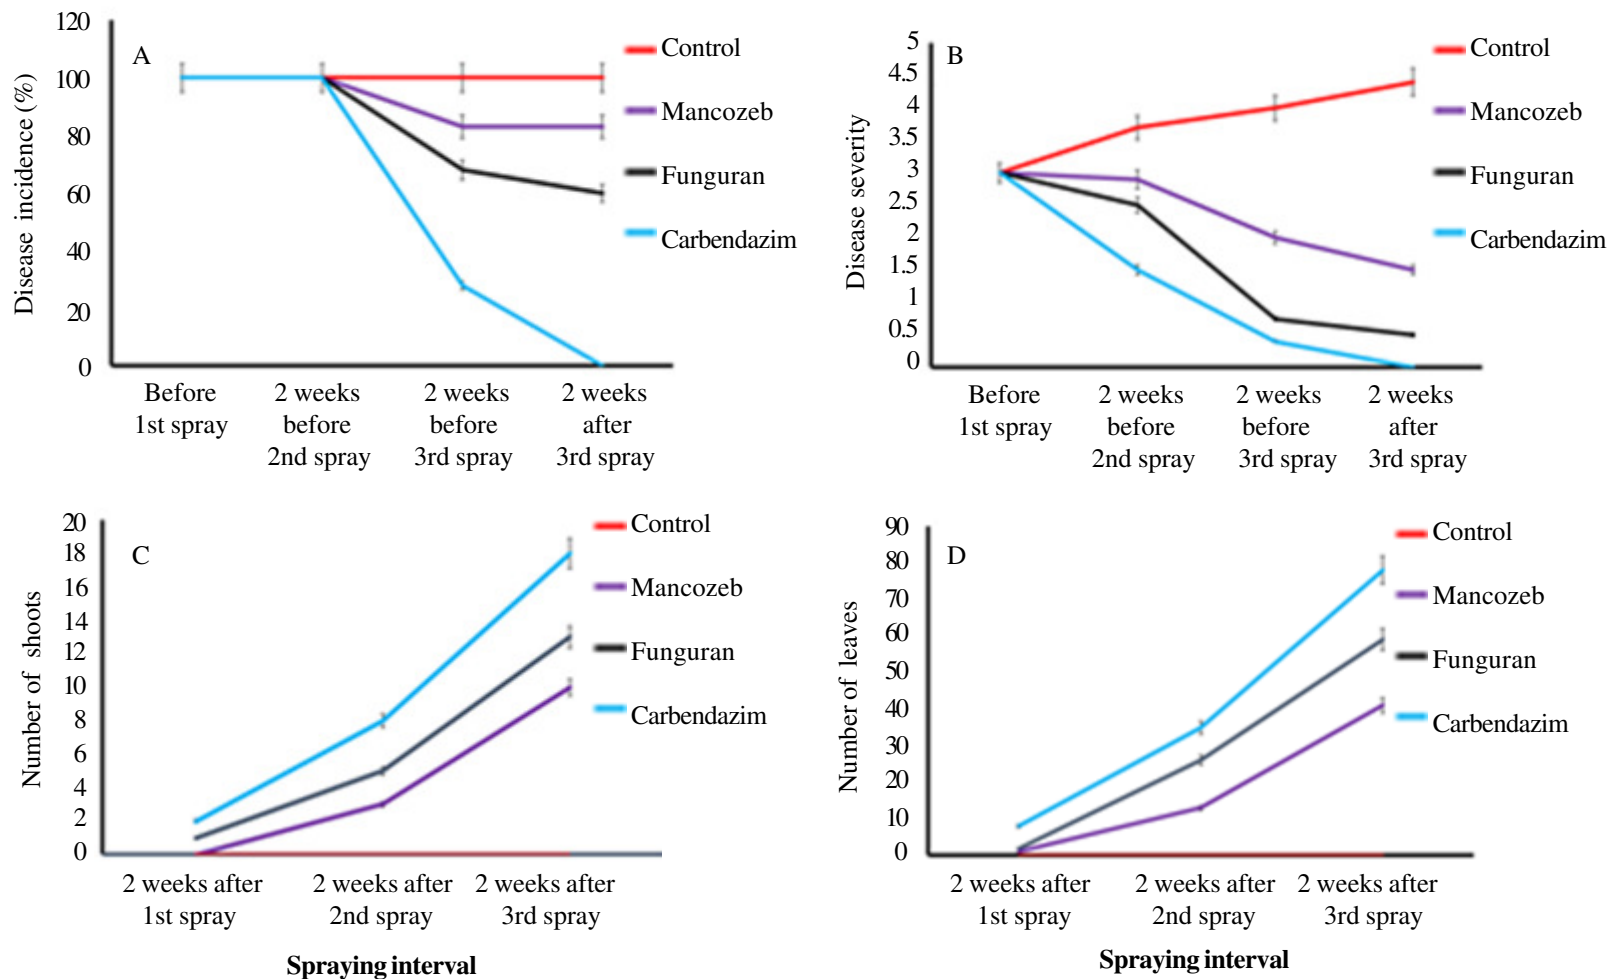 A
Disease incidence (%)
120
100
80
60
40
20
0
Before
1st spray
2 weeks
before
2nd spray
2 weeks
before
3rd spray
2 weeks
after
3rd spray
Control
Mancozeb
Funguran
Carbendazim
B
Disease severity
5
4.5
4
3.5
3
2.5
2
1.5
1
0.5
0
Before
1st spray
2 weeks
before
2nd spray
2 weeks
before
3rd spray
2 weeks
after
3rd spray
Control
Mancozeb
Funguran
Carbendazim
C
Number of shoots
20
18
16
14
12
10
8
6
4
2
0
2 weeks after
1st spray
2 weeks after
2nd spray
2 weeks after
3rd spray
Spraying interval
Control
Mancozeb
Funguran
Carbendazim
D
Number of leaves
90
80
70
60
50
40
30
20
10
0
2 weeks after
1st spray
2 weeks after
2nd spray
2 weeks after
3rd spray
Spraying interval
Control
Mancozeb
Funguran
Carbendazim